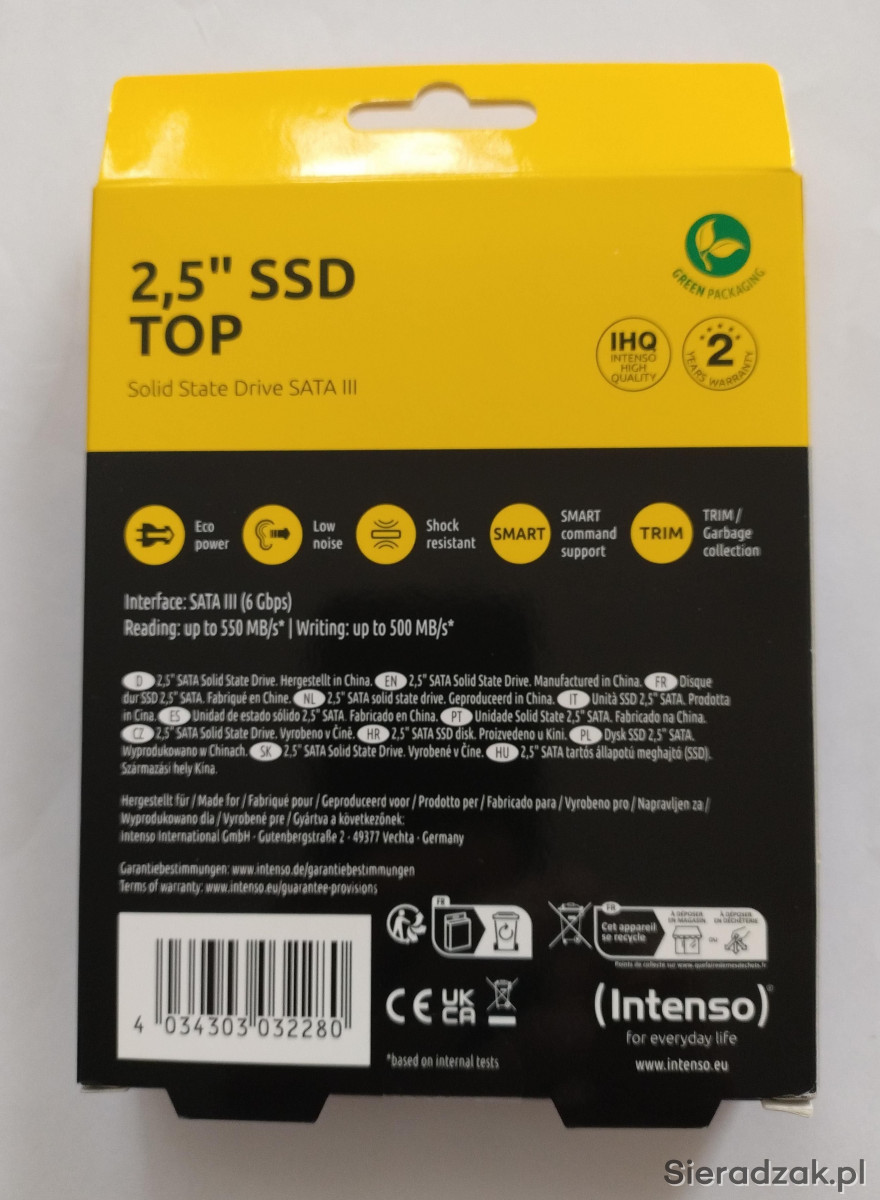 2,5" SSD
TOP
Solid State Drive SATA III
GREEN PACKAGING
IHQ
INTENSO
HIGH
QUALITY
2
YEARS WARRANTY
Eco
power
Low
noise
Shock
resistant
SMART
SMART
command
support
TRIM
TRIM /
Garbage
collection
Interface: SATA III (6 Gbps)
Reading: up to 550 MB/s* | Writing: up to 500 MB/s*
D 2,5" SATA Solid State Drive. Hergestellt in China. EN 2,5" SATA Solid State Drive. Manufactured in China. FR Disque
dur SSD 2,5" SATA. Fabriqué en Chine. NL 2,5" SATA solid state drive. Geproduceerd in China. IT Unità SSD 2,5" SATA. Prodotta
in Cina. ES Unidad de estado sólido 2,5" SATA. Fabricado en China. PT Unidade Solid State 2,5" SATA. Fabricado na China.
CZ 2,5" SATA Solid State Drive. Vyrobeno v Číně. HR 2,5" SATA SSD disk. Proizvedeno u Kini. PL Dysk SSD 2,5" SATA.
Wyprodukowano w Chinach. SK 2,5" SATA Solid State Drive. Vyrobené v Číne. HU 2,5" SATA tartós állapotú meghajtó (SSD).
Származási hely Kína.
Hergestellt für / Made for / Fabriqué pour / Geproduceerd voor / Prodotto per / Fabricado para / Vyrobeno pro / Napravljen za /
Wyprodukowano dla / Vyrobené pre / Gyártva a következőnek:
Intenso International GmbH · Gutenbergstraße 2 · 49377 Vechta · Germany
Garantiebestimmungen: www.intenso.de/garantiebestimmungen
Terms of warranty: www.intenso.eu/guarantee-provisions
FR
FR
Cet appareil
se recycle
À DÉPOSER
EN MAGASIN
OU
À DÉPOSER
EN DÉCHÈTERIE
Points de collecte sur www.quefairedemesdechets.fr
4 034303 032280
CE UK
CA
(Intenso)®
for everyday life
*based on internal tests
www.intenso.eu
Sieradzak.pl